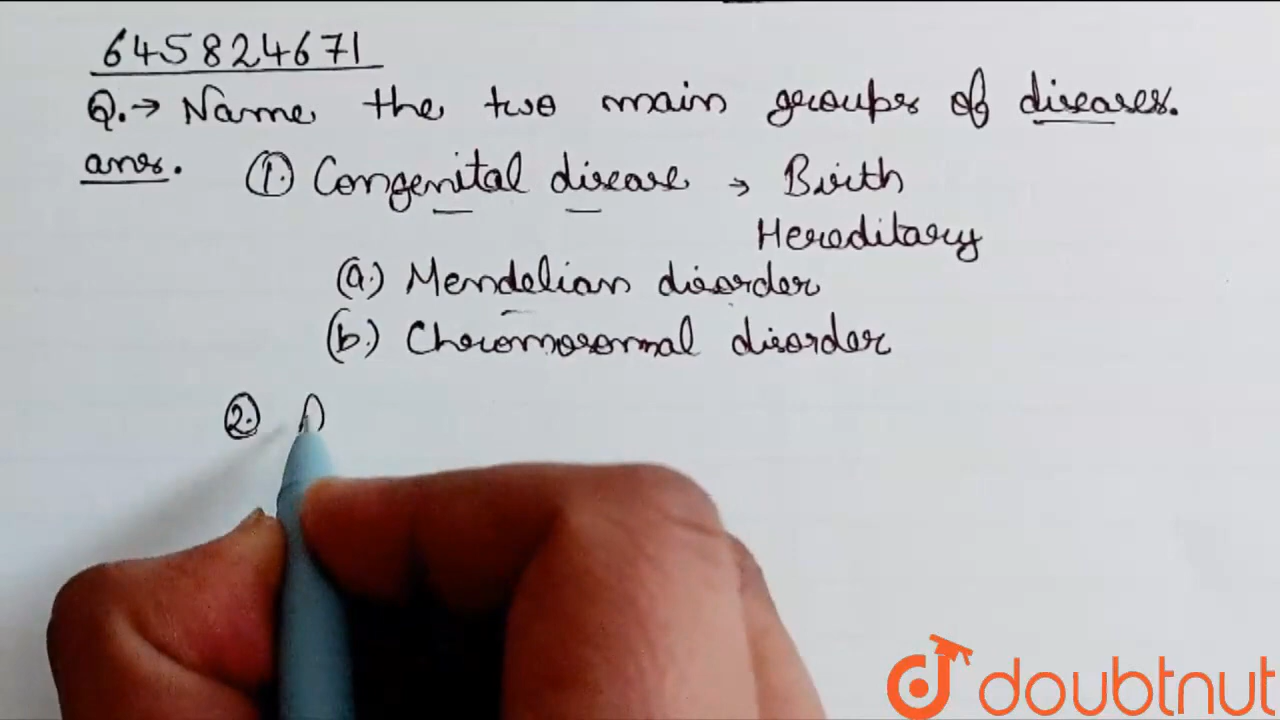 645824671
Q.→ Name the two main groups of diseases.
ans. ①. Congenital disease → Birth
Hereditary
(a.) Mendelian disorder
(b.) Chromosomal disorder
②.
doubtnut